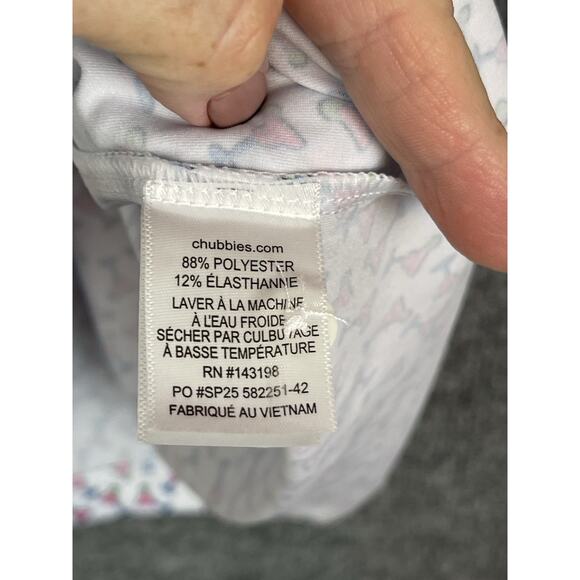 chubbies.com
88% POLYESTER
12% ÉLASTHANNE
LAVER À LA MACHINE
À L'EAU FROIDE
SÉCHER PAR CULBUTAGE
À BASSE TEMPÉRATURE
RN #143198
PO #SP25 582251-42
FABRIQUÉ AU VIETNAM